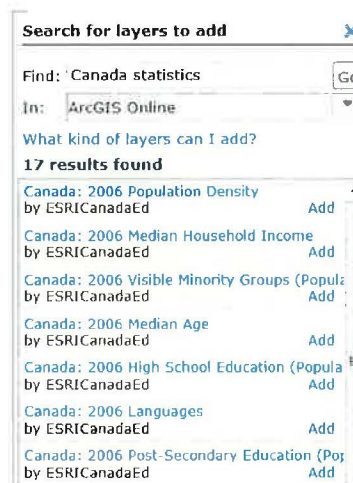 Search for layers to add
Find: Canada statistics
In: ArcGIS Online
What kind of layers can I add?
17 results found
Canada: 2006 Population Density
by ESRICanadaEd Add
Canada: 2006 Median Household Income
by ESRICanadaEd Add
Canada: 2006 Visible Minority Groups (Popula
by ESRICanadaEd Add
Canada: 2006 Median Age
by ESRICanadaEd Add
Canada: 2006 High School Education (Popula
by ESRICanadaEd Add
Canada: 2006 Languages
by ESRICanadaEd Add
Canada: 2006 Post-Secondary Education (Pop
by ESRICanadaEd Add